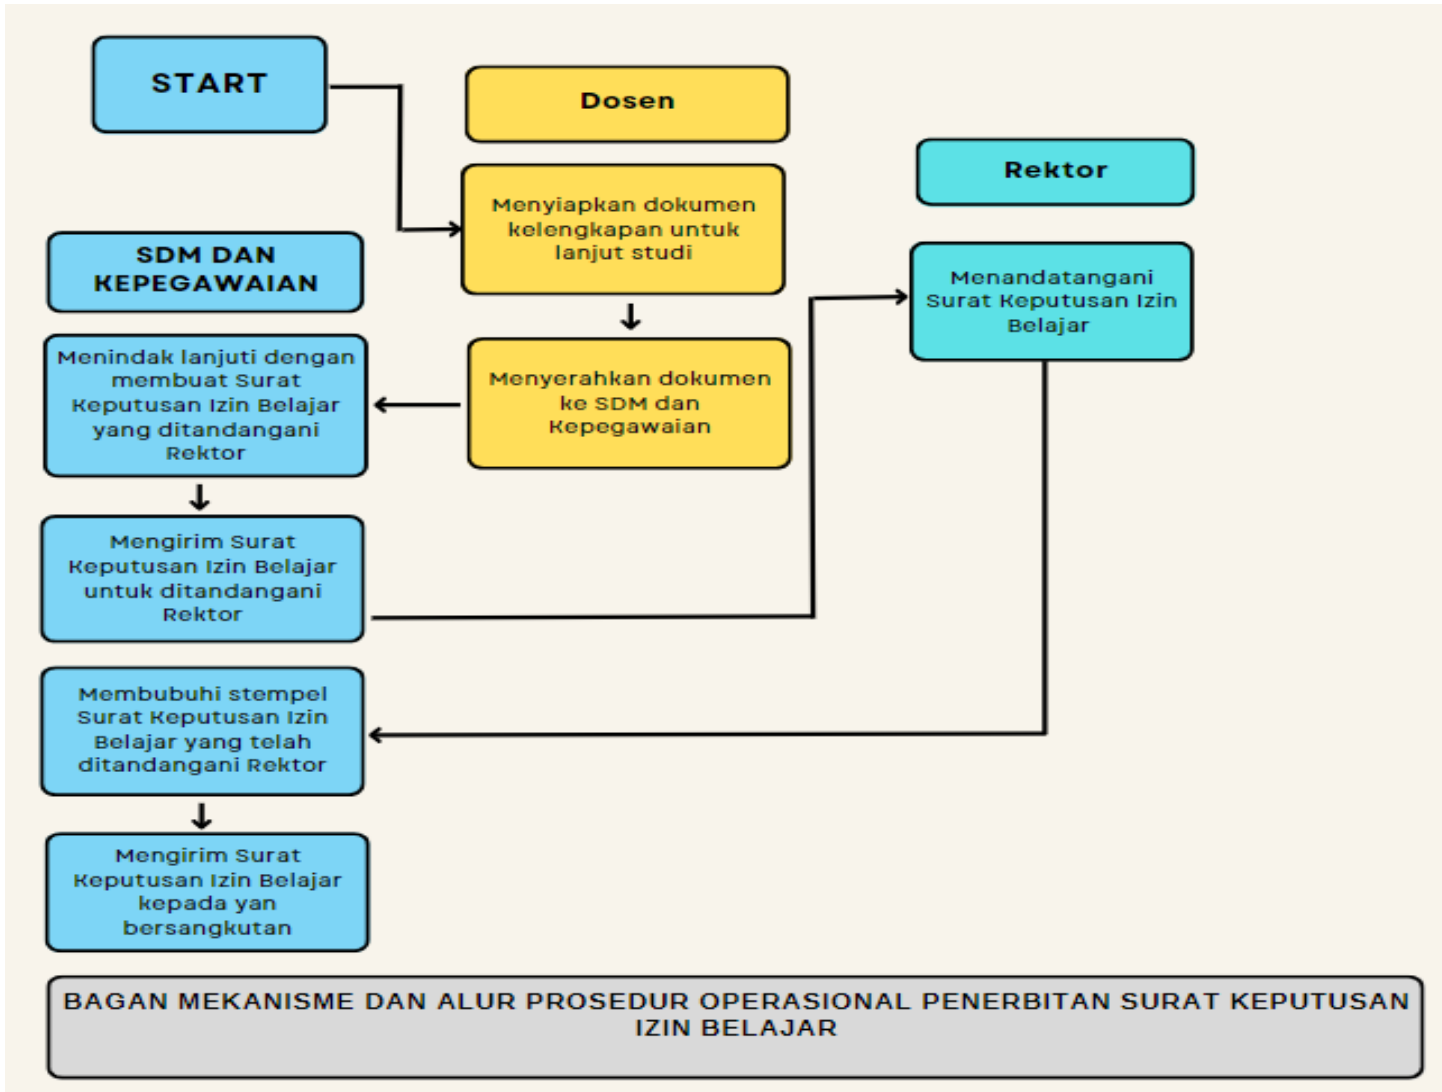 START
Dosen
Menyiapkan dokumen
kelengkapan untuk
lanjut studi
Menyerahkan dokumen
ke SDM dan
Kepegawaian
SDM DAN
KEPEGAWAIAN
Menindak lanjuti dengan
membuat Surat
Keputusan Izin Belajar
yang ditandangani
Rektor
Mengirim Surat
Keputusan Izin Belajar
untuk ditandangani
Rektor
Rektor
Menandatangani
Surat Keputusan Izin
Belajar
Membubuhi stempel
Surat Keputusan Izin
Belajar yang telah
ditandangani Rektor
Mengirim Surat
Keputusan Izin Belajar
kepada yan
bersangkutan
BAGAN MEKANISME DAN ALUR PROSEDUR OPERASIONAL PENERBITAN SURAT KEPUTUSAN
IZIN BELAJAR